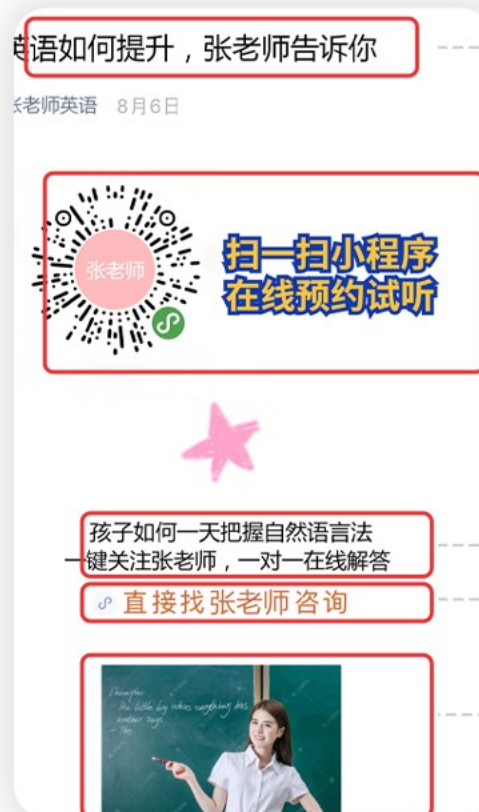 英语如何提升，张老师告诉你
张老师英语 8月6日
张老师
扫一扫小程序
在线预约试听
孩子如何一天把握自然语言法
一键关注张老师，一对一在线解答
直接找张老师咨询